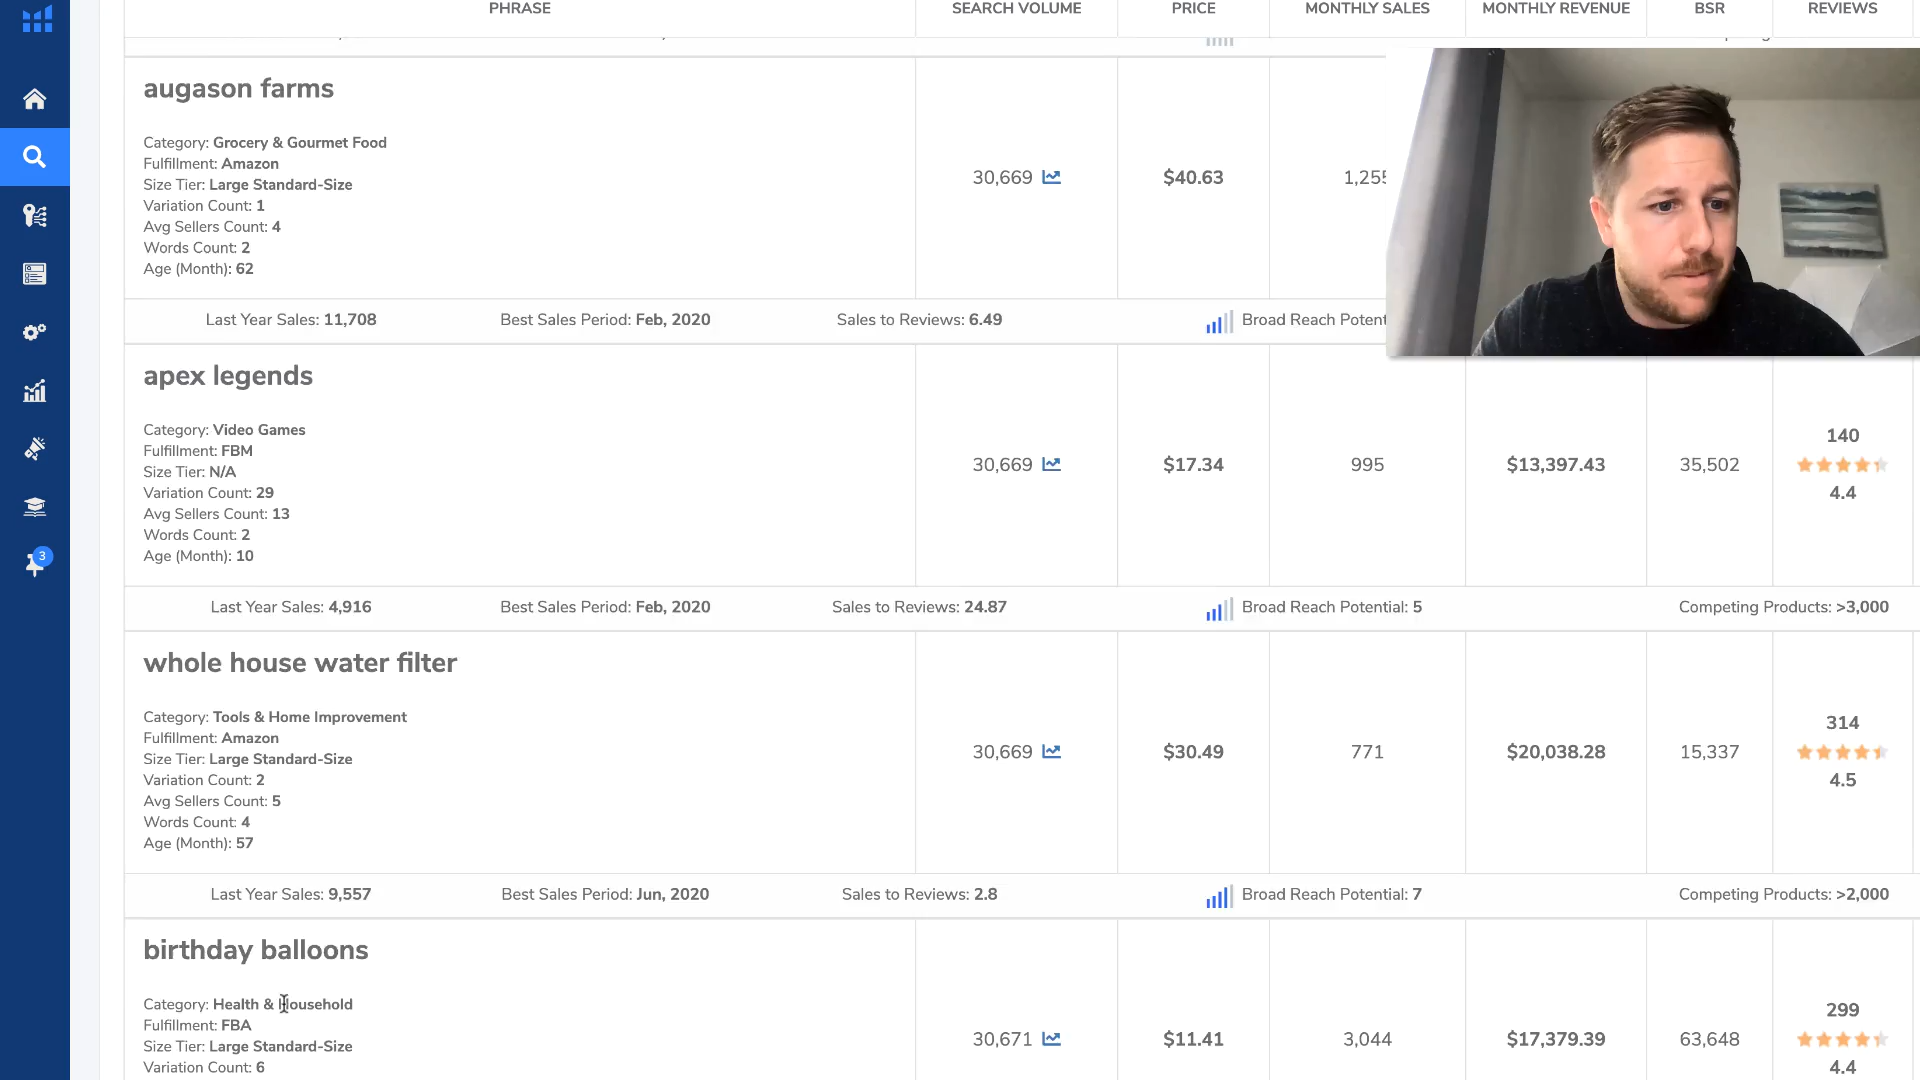 PHRASE
SEARCH VOLUME
PRICE
MONTHLY SALES
MONTHLY REVENUE
BSR
REVIEWS
augason farms
Category: Grocery & Gourmet Food
Fulfillment: Amazon
Size Tier: Large Standard-Size
Variation Count: 1
Avg Sellers Count: 4
Words Count: 2
Age (Month): 62
30,669
$40.63
1,255
Last Year Sales: 11,708
Best Sales Period: Feb, 2020
Sales to Reviews: 6.49
Broad Reach Potent
apex legends
Category: Video Games
Fulfillment: FBM
Size Tier: N/A
Variation Count: 29
Avg Sellers Count: 13
Words Count: 2
Age (Month): 10
30,669
$17.34
995
$13,397.43
35,502
140
4.4
Last Year Sales: 4,916
Best Sales Period: Feb, 2020
Sales to Reviews: 24.87
Broad Reach Potential: 5
Competing Products: >3,000
whole house water filter
Category: Tools & Home Improvement
Fulfillment: Amazon
Size Tier: Large Standard-Size
Variation Count: 2
Avg Sellers Count: 5
Words Count: 4
Age (Month): 57
30,669
$30.49
771
$20,038.28
15,337
314
4.5
3
Last Year Sales: 9,557
Best Sales Period: Jun, 2020
Sales to Reviews: 2.8
Broad Reach Potential: 7
Competing Products: >2,000
birthday balloons
Category: Health & Household
Fulfillment: FBA
Size Tier: Large Standard-Size
Variation Count: 6
30,671
$11.41
3,044
$17,379.39
63,648
299
4.4